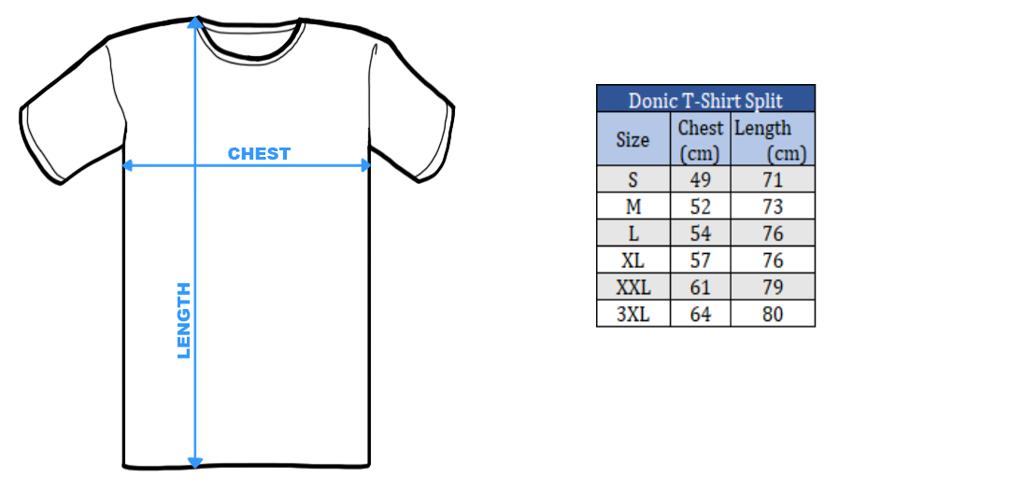 CHEST
LENGTH
Donic T-Shirt Split
Size Chest (cm) Length (cm)
S 49 71
M 52 73
L 54 76
XL 57 76
XXL 61 79
3XL 64 80